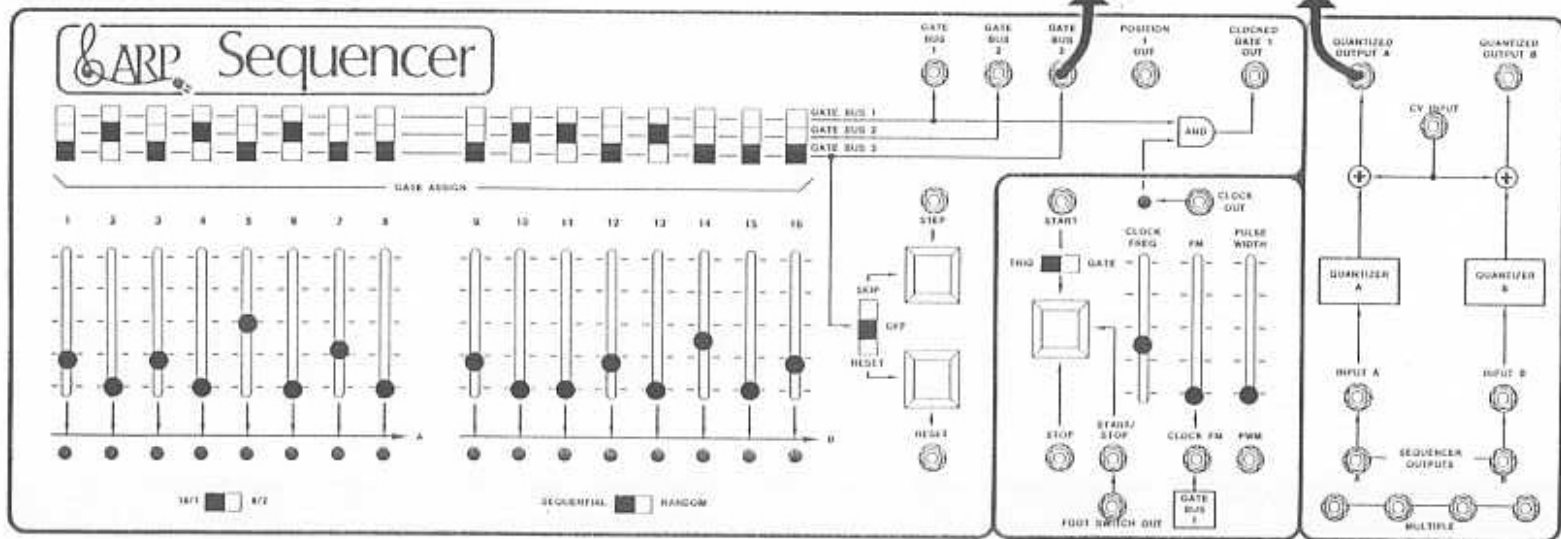 ARP Sequencer
GATE BUS 1
GATE BUS 2
GATE BUS 3
POSITION 1 OUT
CLOCKED GATE 1 OUT
QUANTIZED OUTPUT A
QUANTIZED OUTPUT B
GATE BUS 1
GATE BUS 2
GATE BUS 3
AND
CV INPUT
GATE ASSIGN
1 2 3 4 5 6 7 8 9 10 11 12 13 14 15 16
STEP
START
CLOCK OUT
CLOCK FREQ
FM
PULSE WIDTH
TRIG
GATE
SKIP
OFF
RESET
QUANTIZER A
QUANTIZER B
INPUT A
INPUT B
A
B
RESET
STOP
START/STOP
CLOCK FM
PWM
SEQUENCER OUTPUTS
A
B
16/1
8/2
SEQUENTIAL
RANDOM
FOOT SWITCH OUT
GATE BUS 1
MULTIPLE